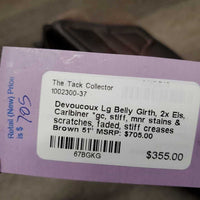 The Tack Collector
1002300-37
Devoucoux Lg Belly Girth, 2x Els,
Caribiner *gc, stiff, mnr stains &
scratches, faded, stiff creases
Brown 51" MSRP: $705.00
67BGKG
$355.00
Retail (New) Price
is $ 705